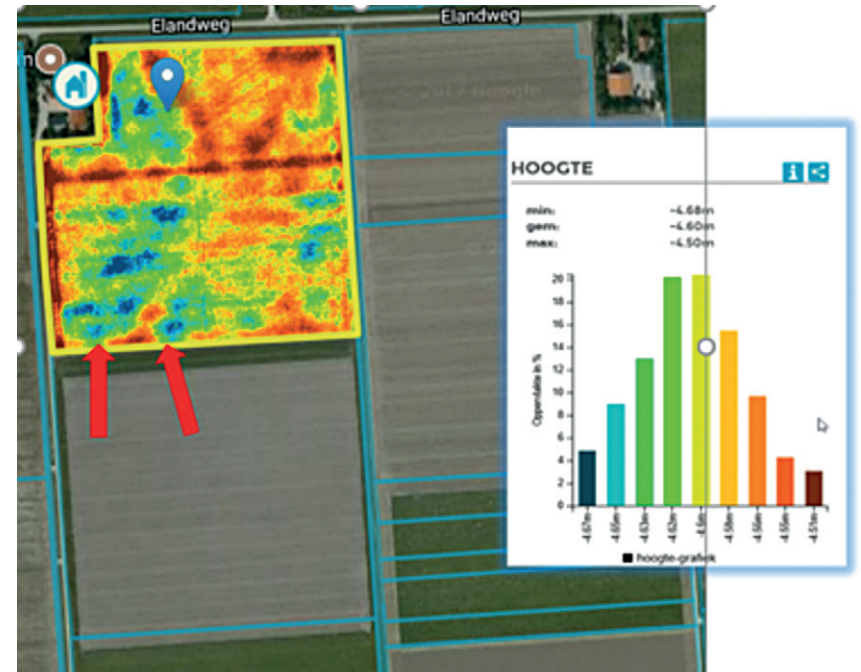 Elandweg
Elandweg
© 2017 Google
HOOGTE
min: -4.68m
gem: -4.60m
max: -4.50m
Oppervlakte in %
20
18
16
14
12
10
8
6
4
2
0
-4.67m
-4.65m
-4.63m
-4.62m
-4.6m
-4.58m
-4.56m
-4.55m
-4.51m
hoogte-grafiek